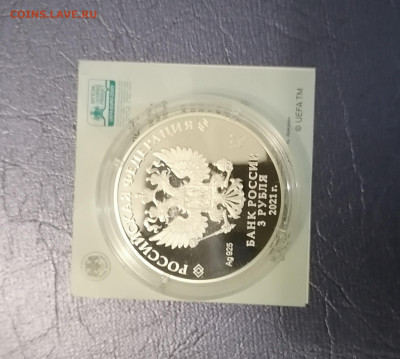 COINS.LAVE.RU
РОССИЙСКАЯ ФЕДЕРАЦИЯ
Ag 925
БАНК РОССИИ
3 РУБЛЯ
2021 г.
© UEFA TM